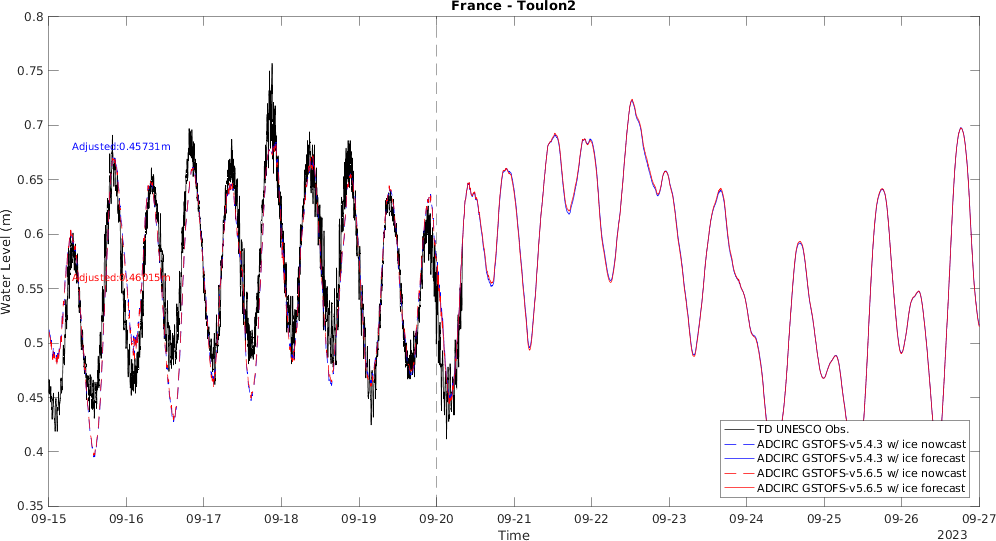 France - Toulon2
0.8
0.75
0.7
0.65
0.6
0.55
0.5
0.45
0.4
0.35
Water Level (m)
Adjusted:0.45731m
Adjusted:0.46015m
TD UNESCO Obs.
ADCIRC GSTOFS-v5.4.3 w/ ice nowcast
ADCIRC GSTOFS-v5.4.3 w/ ice forecast
ADCIRC GSTOFS-v5.6.5 w/ ice nowcast
ADCIRC GSTOFS-v5.6.5 w/ ice forecast
09-15 09-16 09-17 09-18 09-19 09-20 09-21 09-22 09-23 09-24 09-25 09-26 09-27
Time
2023